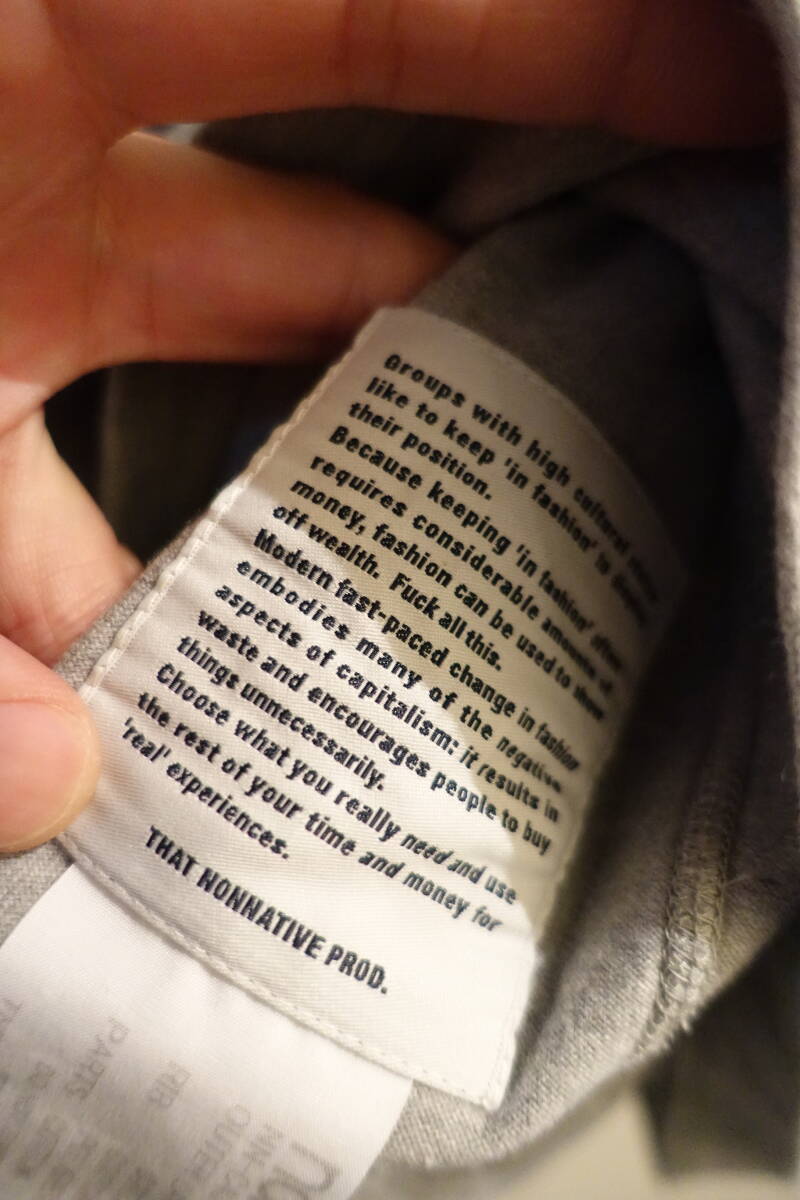 Groups with high cultural
like to keep 'in fashion' to
their position.
Because keeping 'in fashion' often
requires considerable amounts of
money, fashion can be used to show
off wealth. Fuck all this.
Modern fast-paced change in fashion
embodies many of the negative
aspects of capitalism: it results in
waste and encourages people to buy
things unnecessarily.
Choose what you really need and use
the rest of your time and money for
'real' experiences.
THAT NONNATIVE PROD.
PARTS
RIB